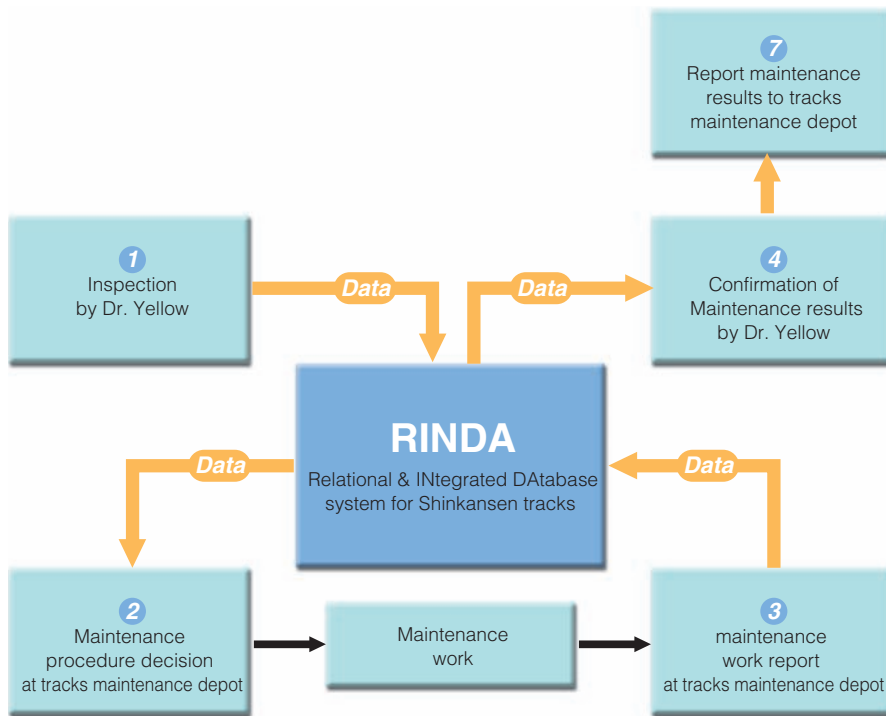 7
Report maintenance
results to tracks
maintenance depot
1
Inspection
by Dr. Yellow
Data
Data
4
Confirmation of
Maintenance results
by Dr. Yellow
RINDA
Relational & INtegrated DAtabase
system for Shinkansen tracks
Data
Data
2
Maintenance
procedure decision
at tracks maintenance depot
Maintenance
work
3
maintenance
work report
at tracks maintenance depot